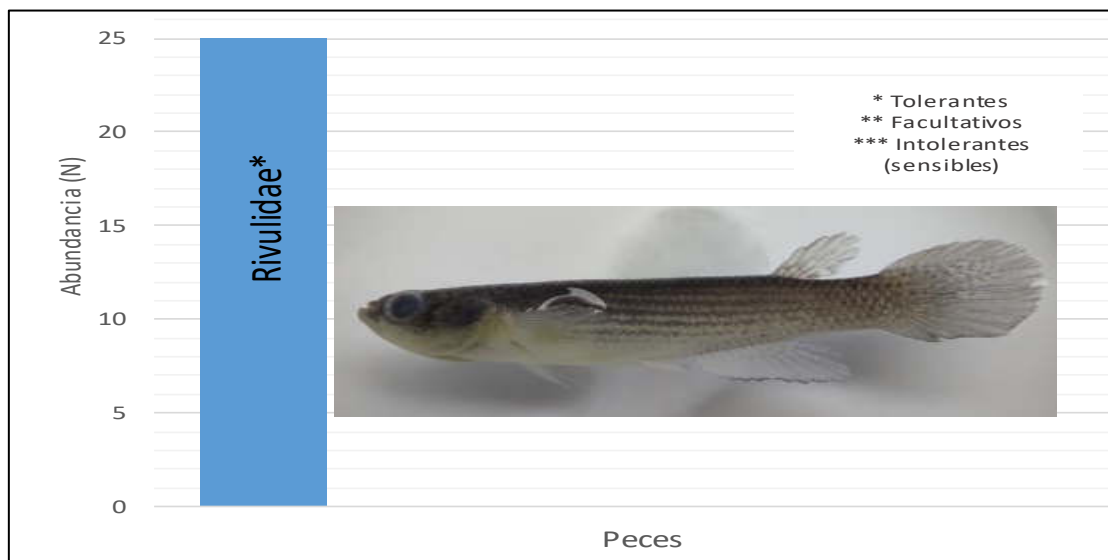 25
20
15
10
5
0
Abundancia (N)
Rivulidae*
* Tolerantes
** Facultativos
*** Intolerantes
(sensibles)
Peces